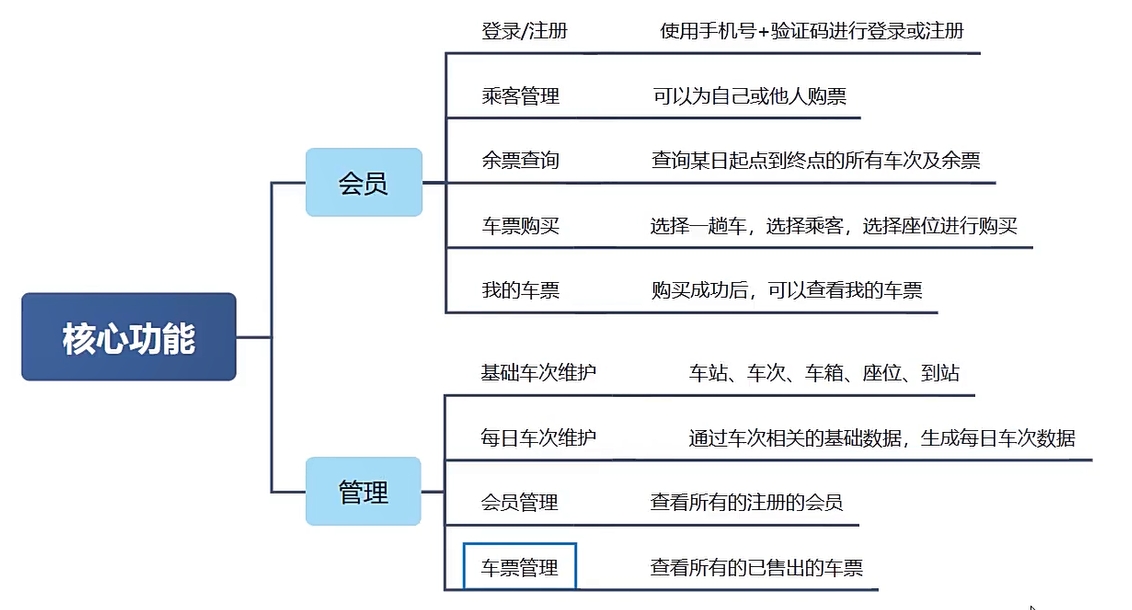 核心功能
会员
登录/注册 使用手机号+验证码进行登录或注册
乘客管理 可以为自己或他人购票
余票查询 查询某日起点到终点的所有车次及余票
车票购买 选择一趟车，选择乘客，选择座位进行购买
我的车票 购买成功后，可以查看我的车票
管理
基础车次维护 车站、车次、车箱、座位、到站
每日车次维护 通过车次相关的基础数据，生成每日车次数据
会员管理 查看所有的注册的会员
车票管理 查看所有的已售出的车票